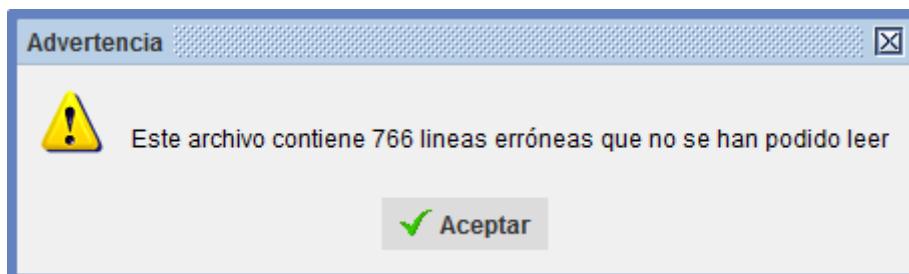 Advertencia
Este archivo contiene 766 lineas erróneas que no se han podido leer
Aceptar